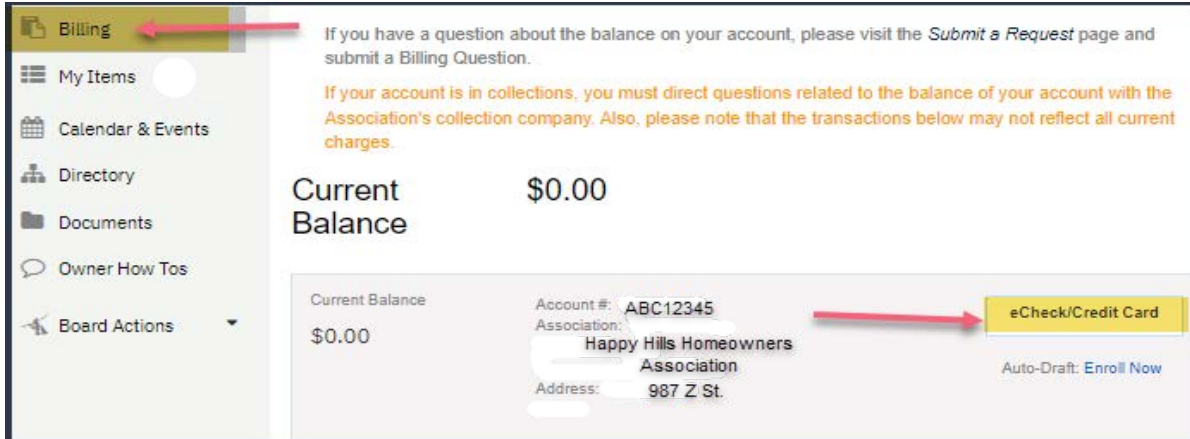 Billing
My Items
Calendar & Events
Directory
Documents
Owner How Tos
Board Actions
If you have a question about the balance on your account, please visit the Submit a Request page and
submit a Billing Question.
If your account is in collections, you must direct questions related to the balance of your account with the
Association's collection company. Also, please note that the transactions below may not reflect all current
charges.
Current
Balance
$0.00
Current Balance
$0.00
Account #: ABC12345
Association:
Happy Hills Homeowners
Association
Address: 987 Z St.
eCheck/Credit Card
Auto-Draft: Enroll Now